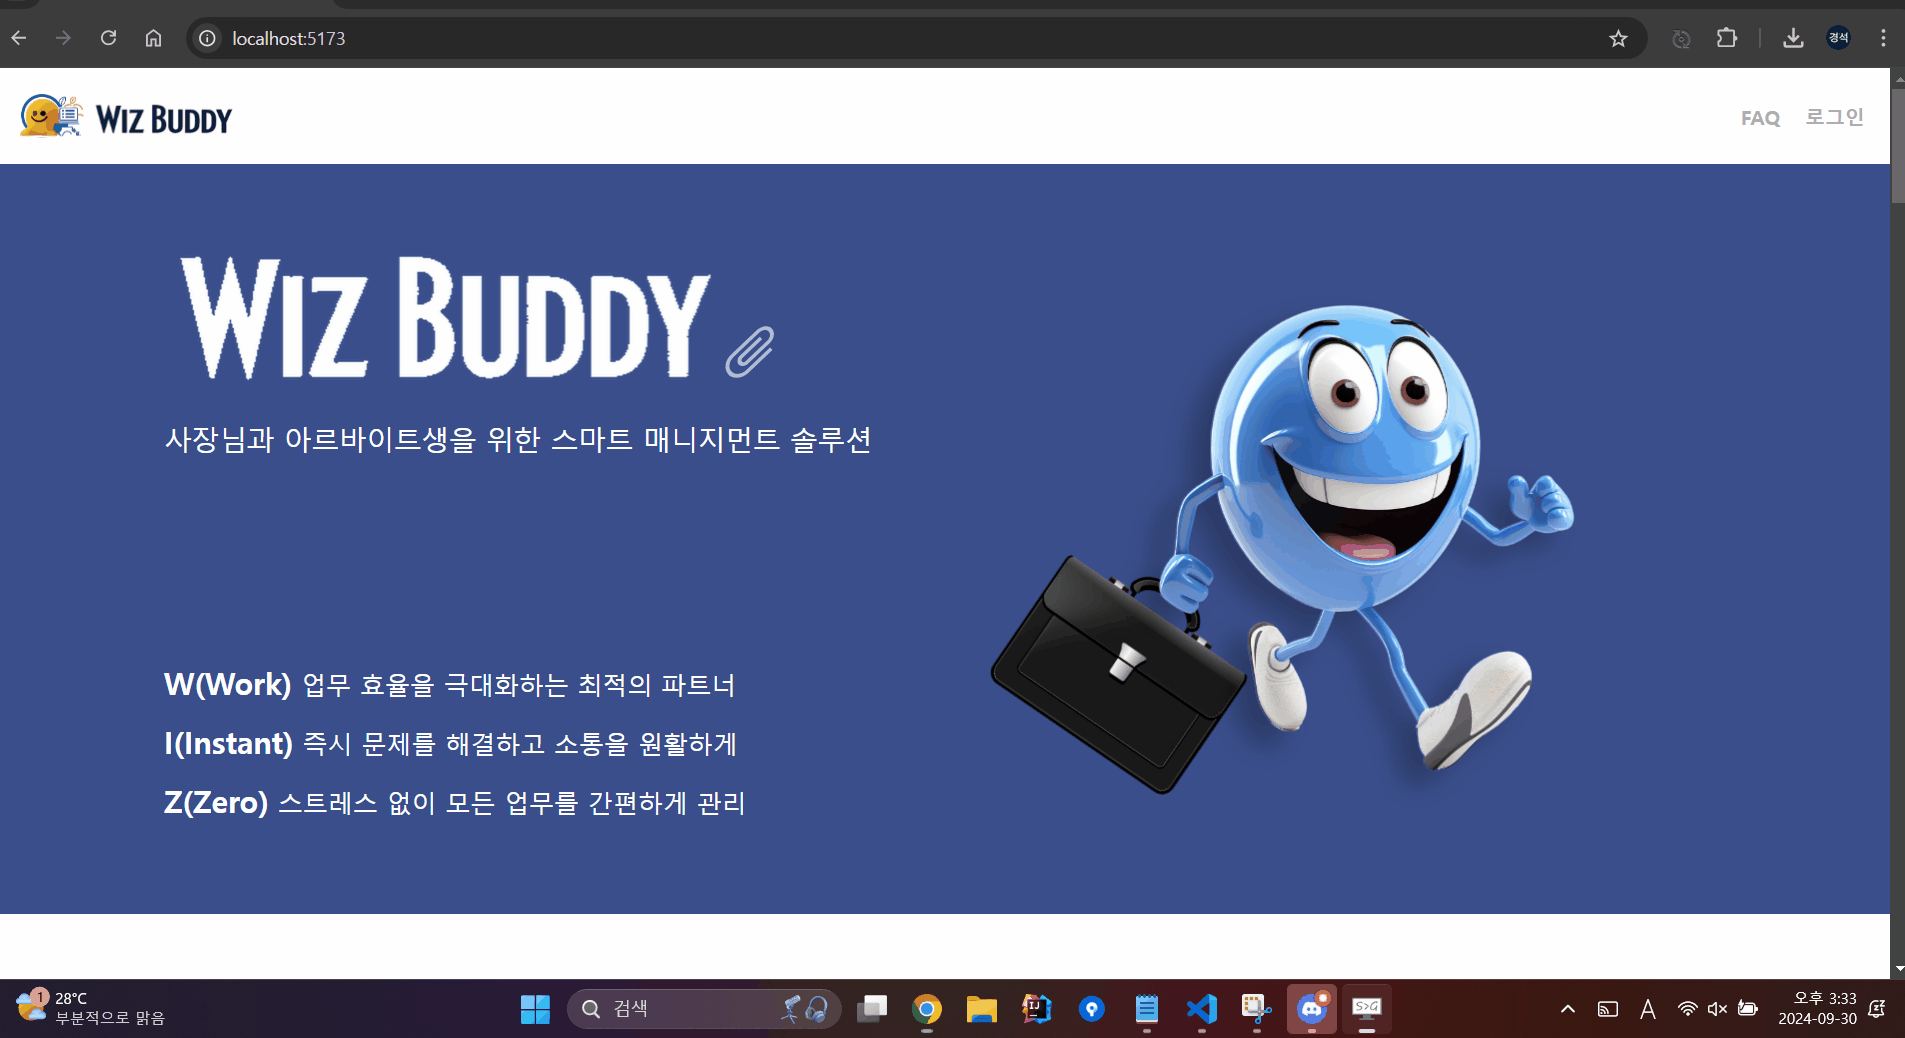 localhost:5173
경석
WIZ BUDDY
FAQ 로그인
WIZ BUDDY
사장님과 아르바이트생을 위한 스마트 매니지먼트 솔루션
W(Work) 업무 효율을 극대화하는 최적의 파트너
I(Instant) 즉시 문제를 해결하고 소통을 원활하게
Z(Zero) 스트레스 없이 모든 업무를 간편하게 관리
1
28°C
부분적으로 맑음
검색
IJ
S>G
A
오후 3:33
2024-09-30